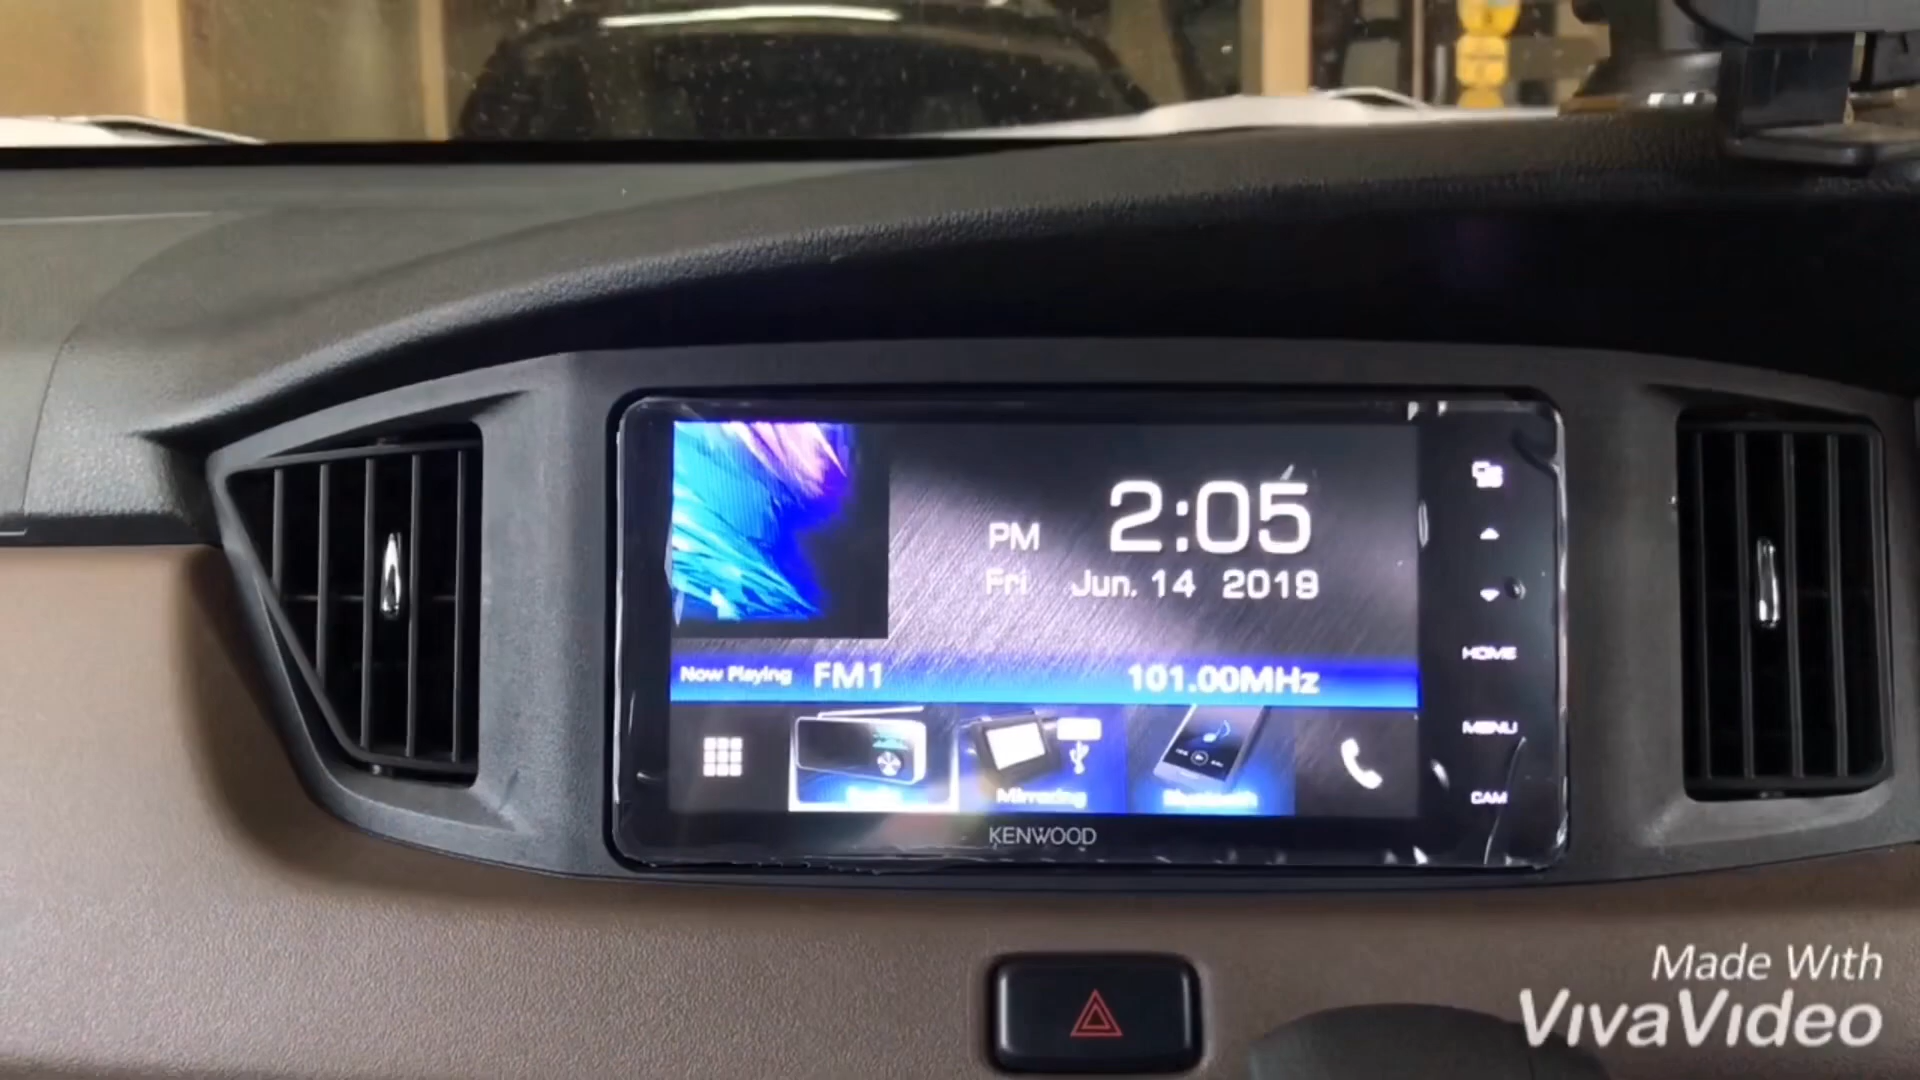 2:05
PM
Fri Jun. 14 2019
Now Playing FM1 101.00MHz
Mirroring
KENWOOD
HOME
MENU
CAM
Made With
VivaVideo